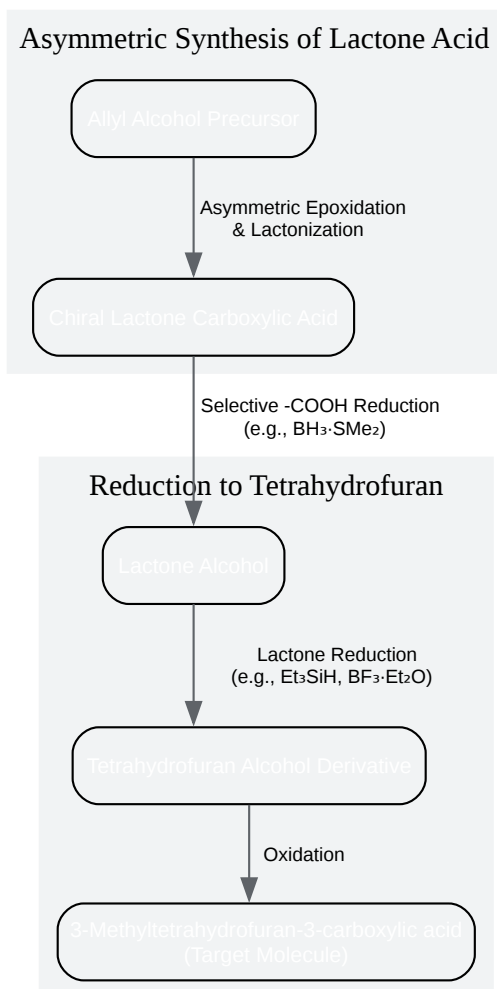 Asymmetric Synthesis of Lactone Acid
Allyl Alcohol Precursor
Asymmetric Epoxidation
& Lactonization
Chiral Lactone Carboxylic Acid
Selective -COOH Reduction
(e.g., BH₃·SMe₂)
Reduction to Tetrahydrofuran
Lactone Alcohol
Lactone Reduction
(e.g., Et₃SiH, BF₃·Et₂O)
Tetrahydrofuran Alcohol Derivative
Oxidation
3-Methyltetrahydrofuran-3-carboxylic acid
(Target Molecule)